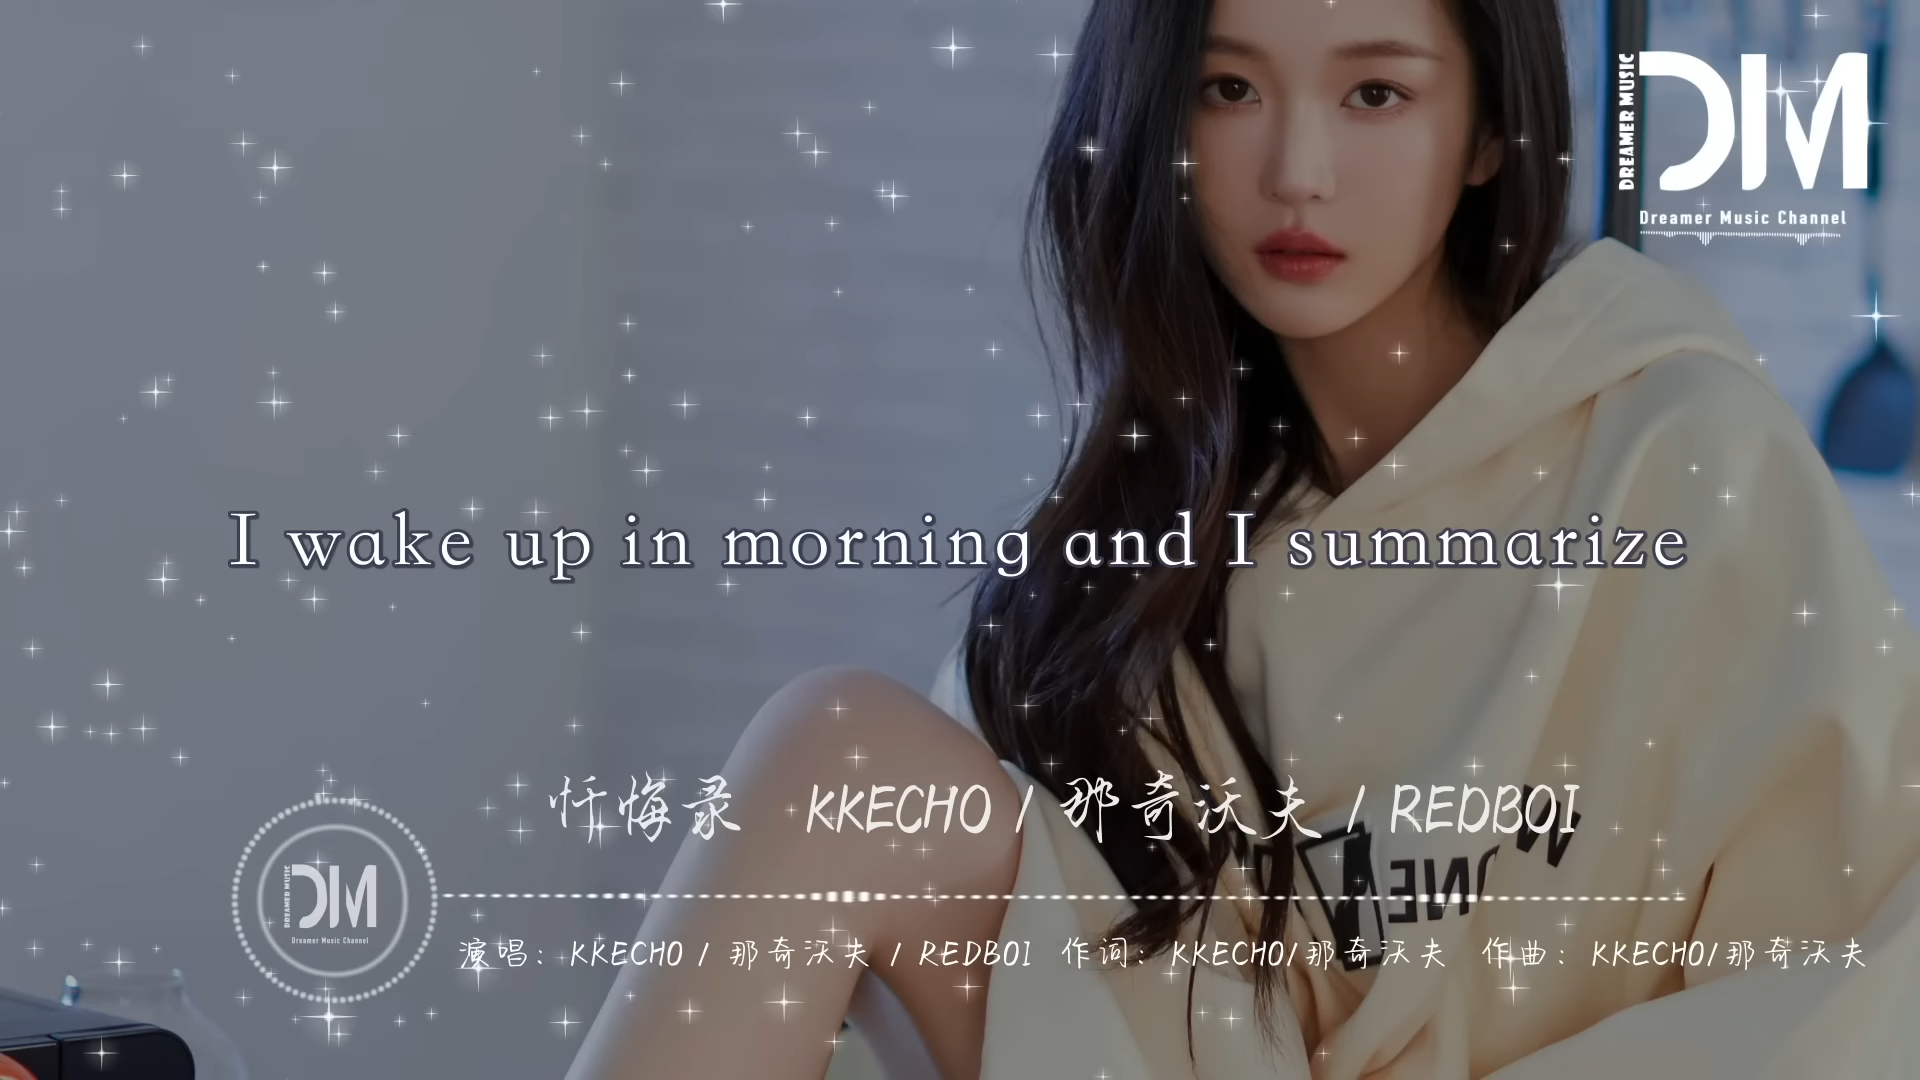 DREAMER MUSIC
DM
Dreamer Music Channel
I wake up in morning and I summarize
忏悔录 KKECHO / 那奇沃夫 / REDBOI
DREAMER MUSIC
DM
Dreamer Music Channel
演唱: KKECHO / 那奇沃夫 / REDBOI 作词: KKECHO/那奇沃夫 作曲: KKECHO/那奇沃夫